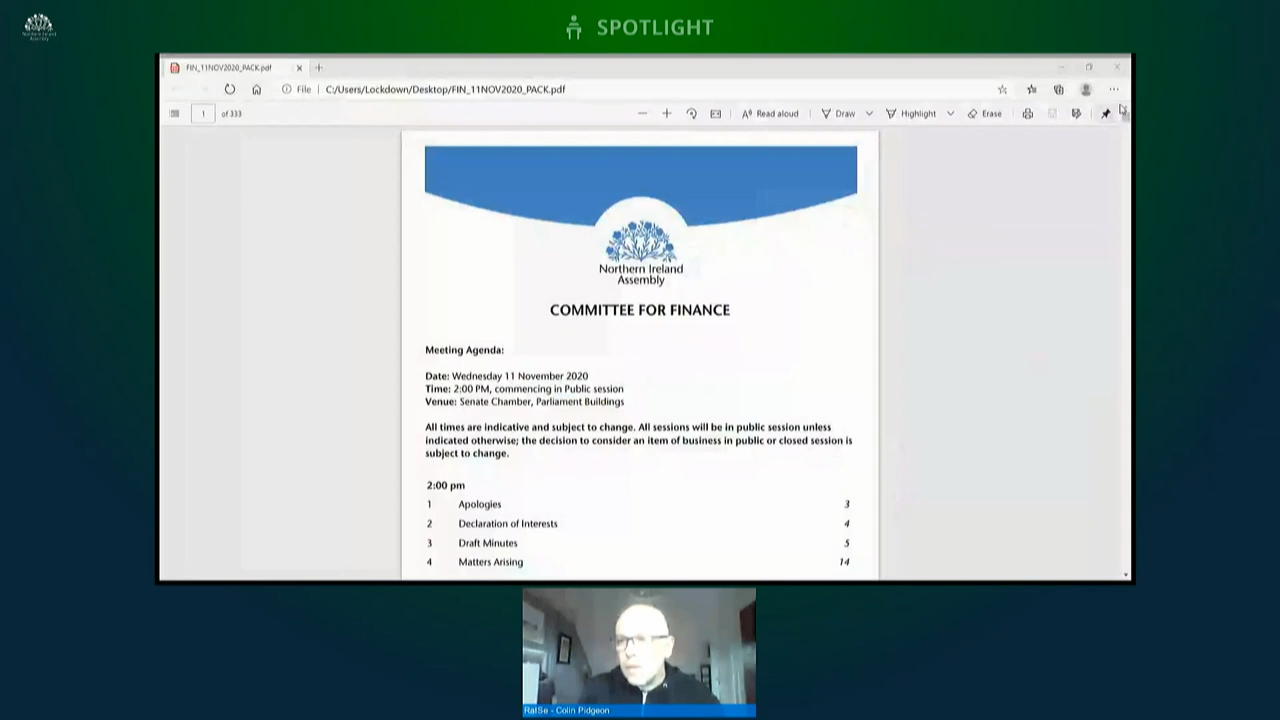 Northern Ireland
Assembly
SPOTLIGHT
FIN_11NOV2020_PACK.pdf
File
C:/Users/Lockdown/Desktop/FIN_11NOV2020_PACK.pdf
1 of 333
Read aloud
Draw
Highlight
Erase
Northern Ireland
Assembly
COMMITTEE FOR FINANCE
Meeting Agenda:
Date: Wednesday 11 November 2020
Time: 2:00 PM, commencing in Public session
Venue: Senate Chamber, Parliament Buildings
All times are indicative and subject to change. All sessions will be in public session unless
indicated otherwise; the decision to consider an item of business in public or closed session is
subject to change.
2:00 pm
1 Apologies 3
2 Declaration of Interests 4
3 Draft Minutes 5
4 Matters Arising 14
RaISe - Colin Pidgeon